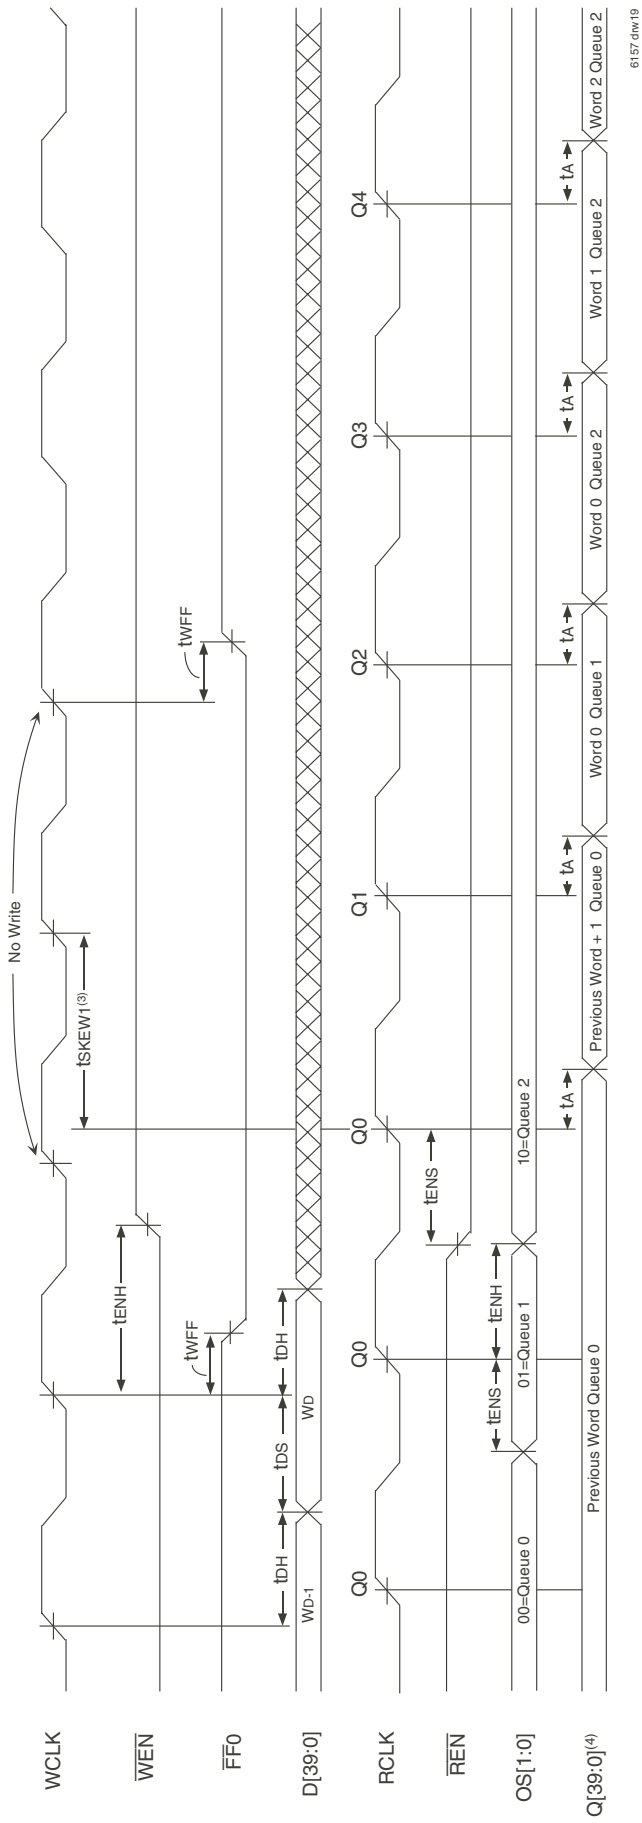 No Write
WCLK
tENH
tSKEW1(3)
WEN
tWFF
tWFF
FF0
tDH
tDS
tDH
D[39:0]
WD-1
WD
Q0
Q0
Q0
Q1
Q2
Q3
Q4
RCLK
tENS
REN
tENS
tENH
OS[1:0]
00=Queue 0
01=Queue 1
10=Queue 2
tA
tA
tA
tA
tA
Q[39:0](4)
Previous Word Queue 0
Previous Word + 1 Queue 0
Word 0 Queue 1
Word 0 Queue 2
Word 1 Queue 2
Word 2 Queue 2
6157 drw19